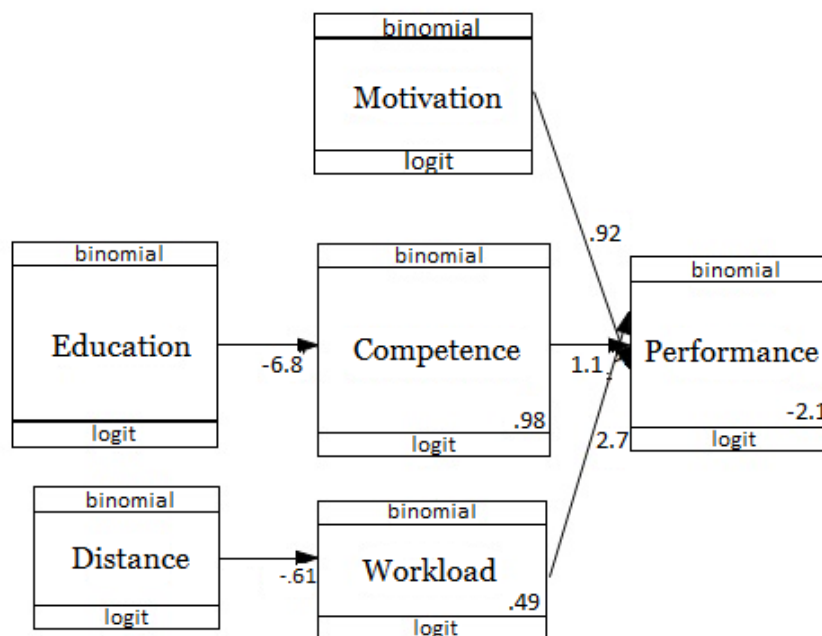 binomial
Motivation
logit
.92
binomial
Education
logit
-6.8
binomial
Competence
.98
logit
1.1
binomial
Performance
-2.1
logit
2.7
binomial
Distance
logit
-.61
binomial
Workload
.49
logit